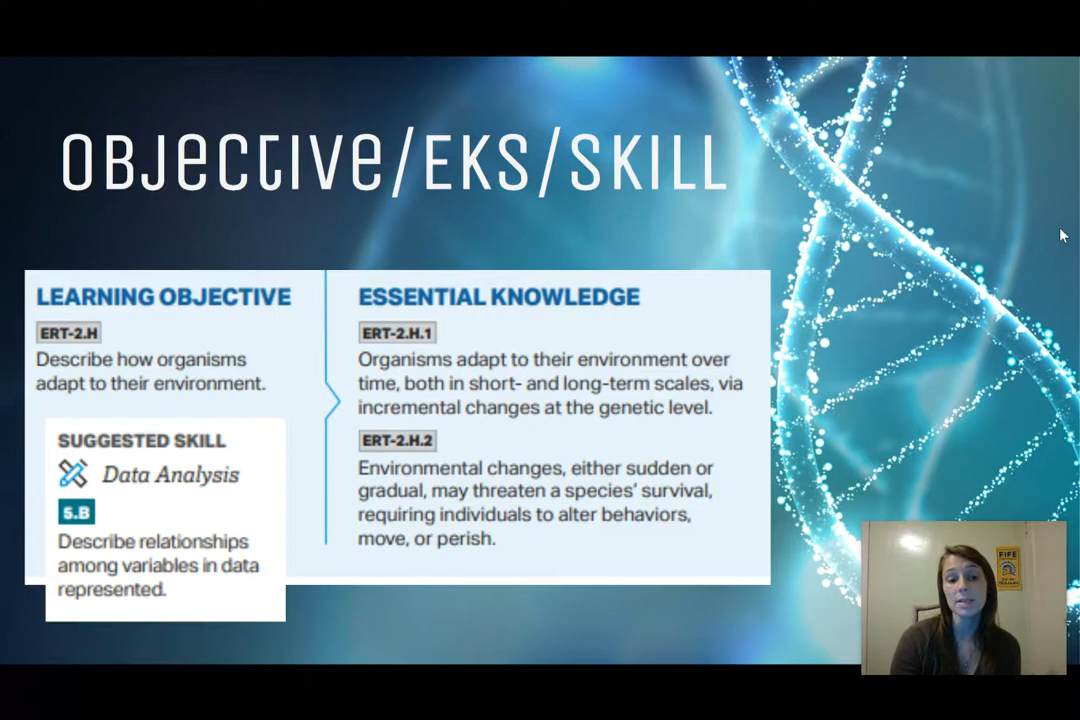 OBJECTIVE/EKS/SKILL
LEARNING OBJECTIVE
ERT-2.H
Describe how organisms
adapt to their environment.
SUGGESTED SKILL
Data Analysis
5.B
Describe relationships
among variables in data
represented.
ESSENTIAL KNOWLEDGE
ERT-2.H.1
Organisms adapt to their environment over
time, both in short- and long-term scales, via
incremental changes at the genetic level.
ERT-2.H.2
Environmental changes, either sudden or
gradual, may threaten a species' survival,
requiring individuals to alter behaviors,
move, or perish.
FIFE